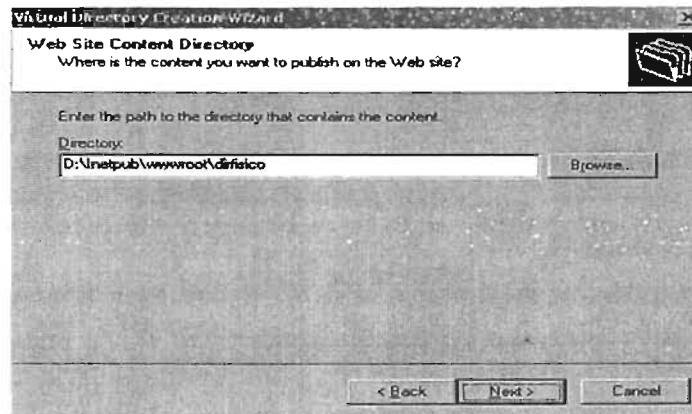 Virtual Directory Creation Wizard
Web Site Content Directory
Where is the content you want to publish on the Web site?
Enter the path to the directory that contains the content.
Directory:
D:\Inetpub\wwwroot\dirfisico
Browse...
< Back
Next >
Cancel